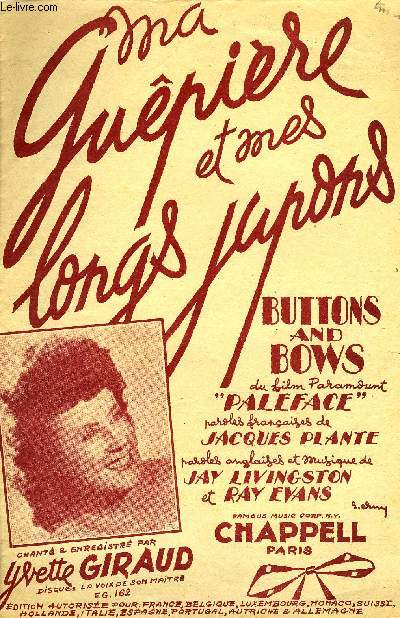 Le-livre.com
ma
Guêpière
et mes
longs jupons
BUTTONS
AND
BOWS
du film Paramount
"PALEFACE"
paroles françaises de
JACQUES PLANTE
paroles anglaises et musique de
JAY LIVINGSTON
et RAY EVANS
FAMOUS MUSIC CORP. N.Y.
CHAPPELL
PARIS
CHANTÉ & ENREGISTRÉ PAR
Yvette GIRAUD
DISQUES LA VOIX DE SON MAÎTRE
EG. 162
ÉDITION AUTORISÉE POUR: FRANCE, BELGIQUE, LUXEMBOURG, MONACO, SUISSE,
HOLLANDE, ITALIE, ESPAGNE, PORTUGAL, AUTRICHE & ALLEMAGNE